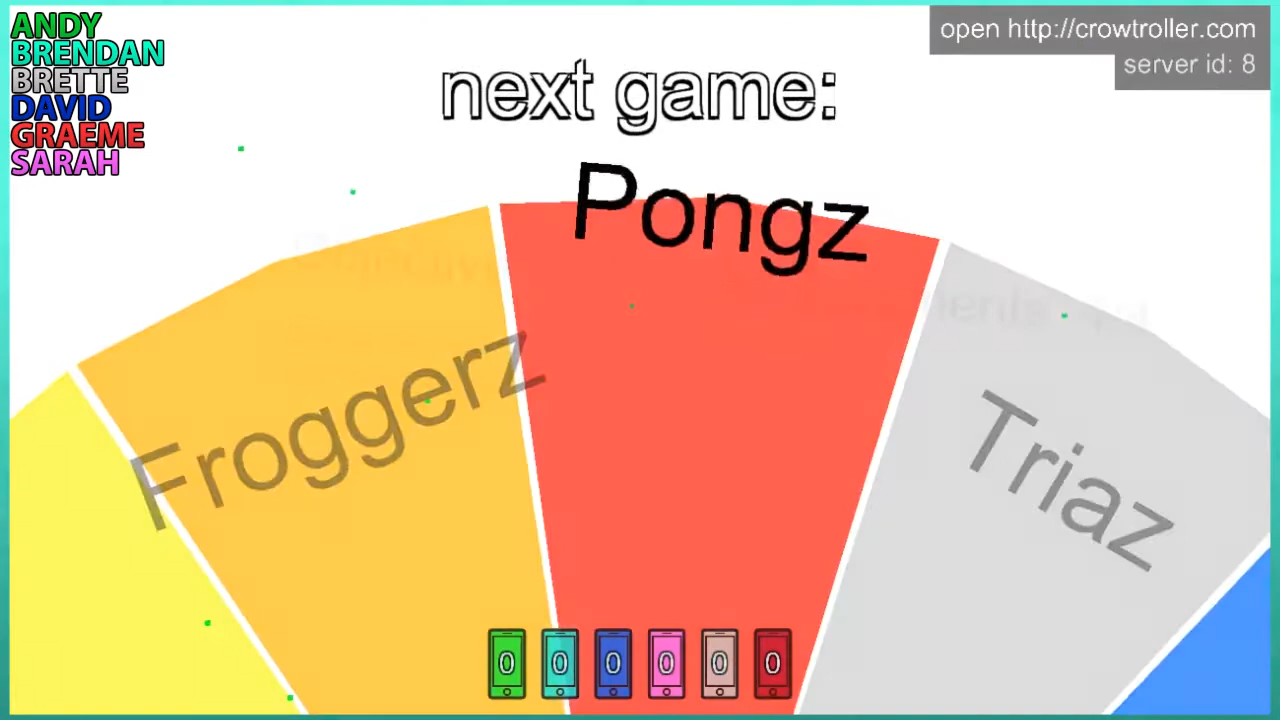 ANDY
BRENDAN
BRETTE
DAVID
GRAEME
SARAH
open http://crowtroller.com
server id: 8
next game:
Pongz
Froggerz
Triaz
0 0 0 0 0 0